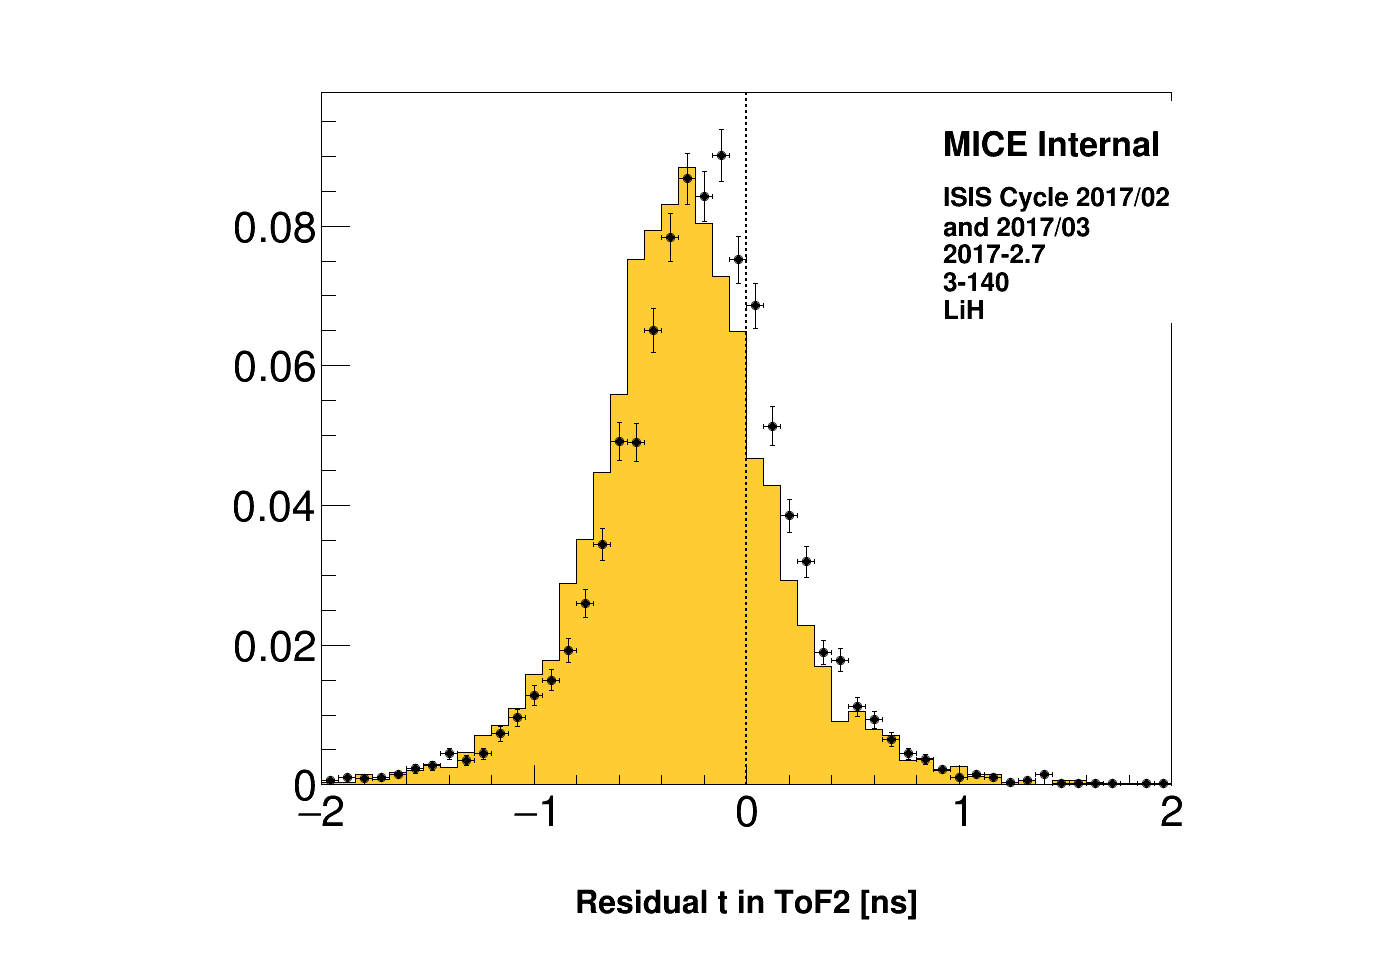 MICE Internal
ISIS Cycle 2017/02
and 2017/03
2017-2.7
3-140
LiH
0.08
0.06
0.04
0.02
0
−2
−1
0
1
2
Residual t in ToF2 [ns]